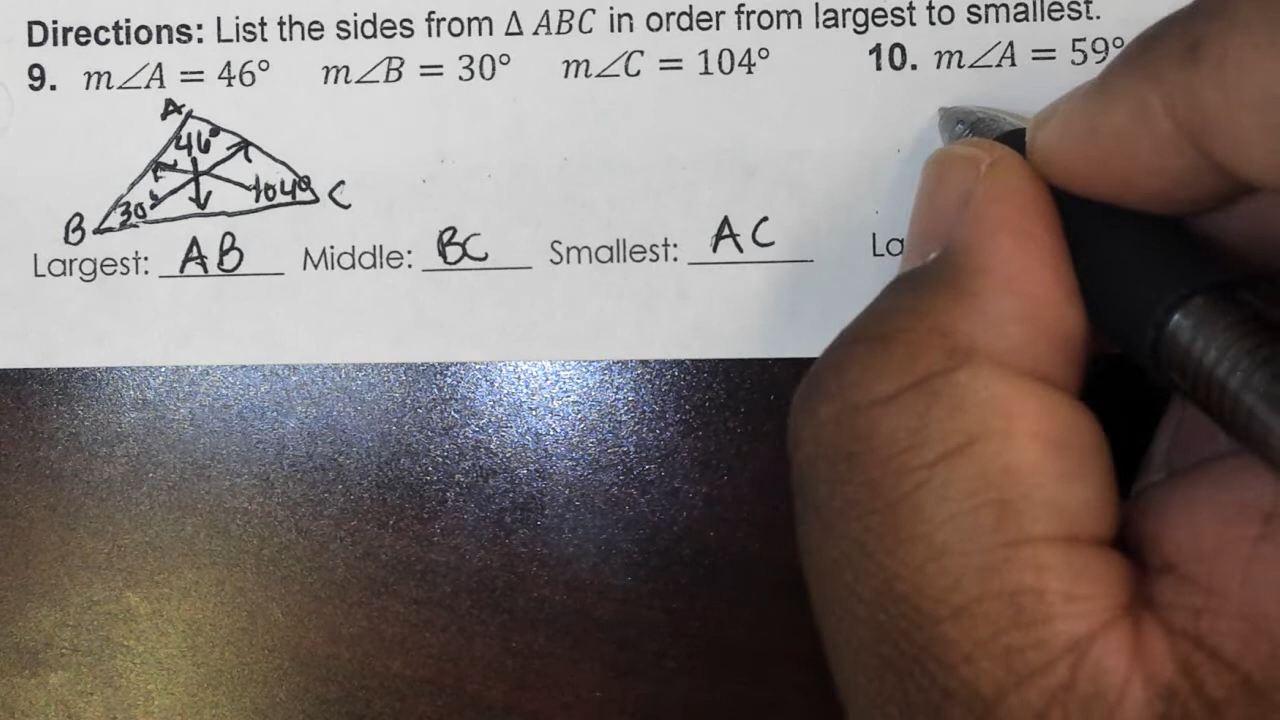 Directions: List the sides from Δ ABC in order from largest to smallest.
9. m∠A = 46° m∠B = 30° m∠C = 104° 10. m∠A = 59°
A
46°
30° 104° C
B
Largest: AB Middle: BC Smallest: AC La